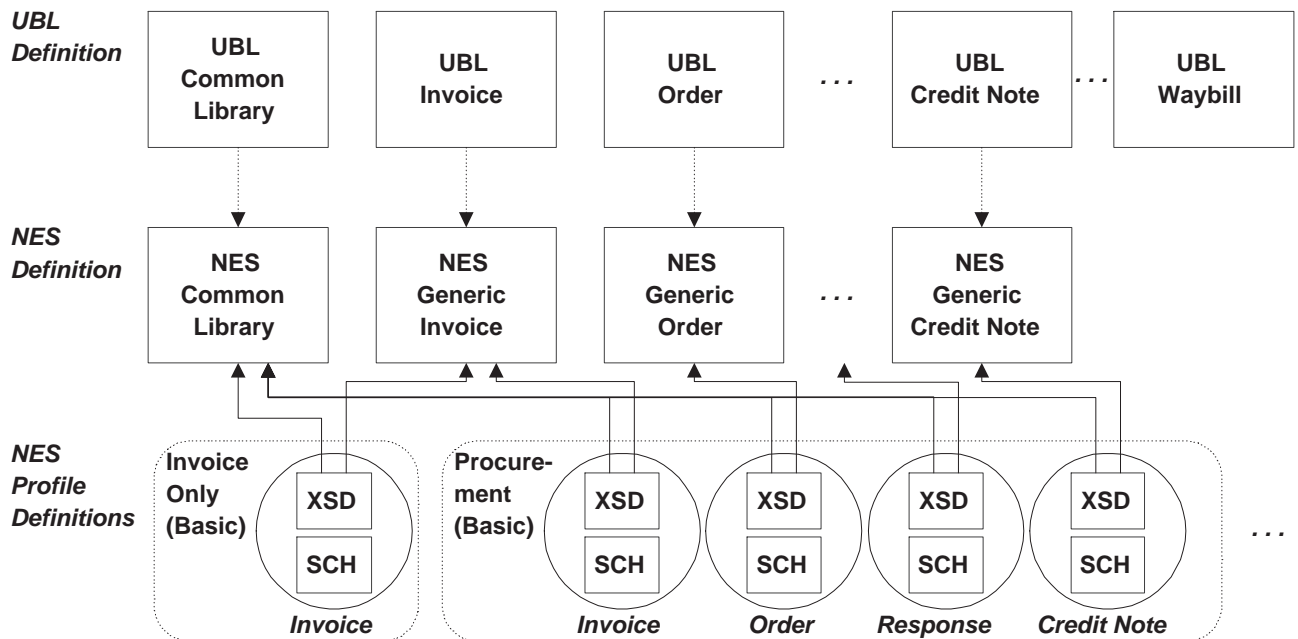 UBL
Definition
UBL
Common
Library
UBL
Invoice
UBL
Order
...
UBL
Credit Note
...
UBL
Waybill
NES
Definition
NES
Common
Library
NES
Generic
Invoice
NES
Generic
Order
...
NES
Generic
Credit Note
NES
Profile
Definitions
Invoice
Only
(Basic)
XSD
SCH
Invoice
Procure-
ment
(Basic)
XSD
SCH
Invoice
XSD
SCH
Order
XSD
SCH
Response
XSD
SCH
Credit Note
...